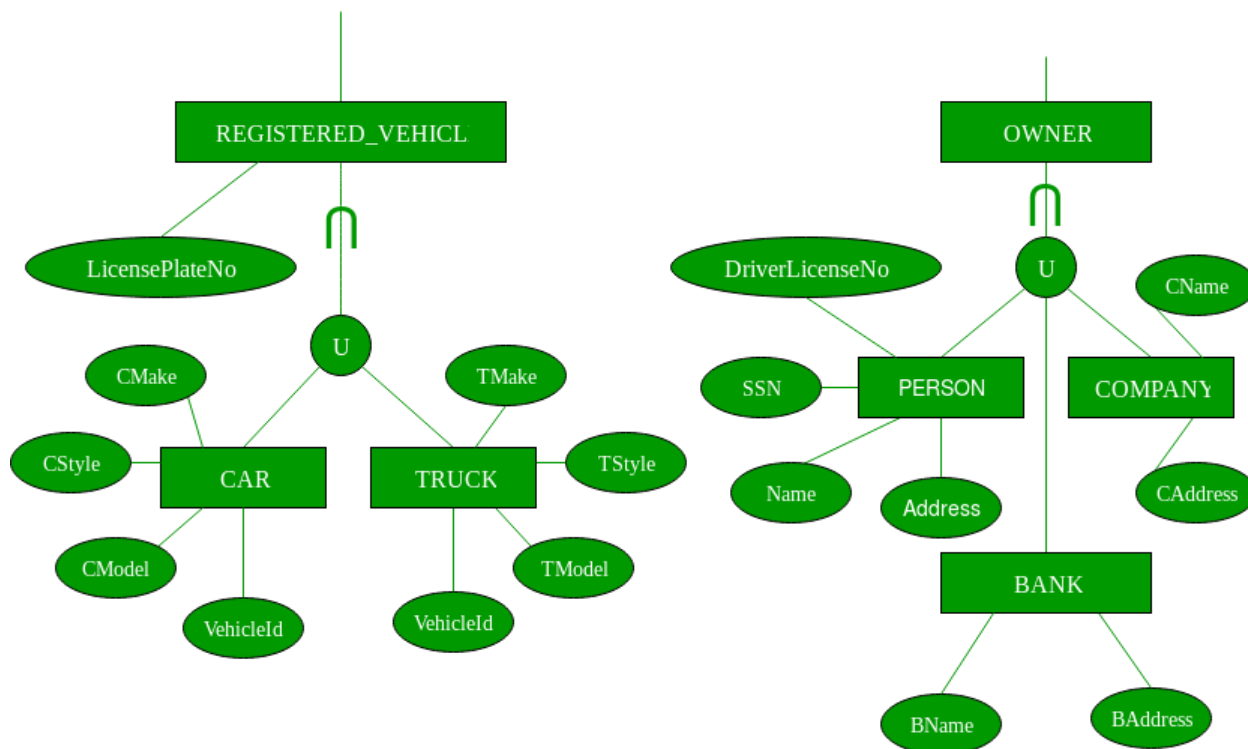 REGISTERED_VEHICL
OWNER
LicensePlateNo
DriverLicenseNo
U
CName
U
CMake
TMake
SSN
PERSON
COMPANY
CStyle
CAR
TRUCK
TStyle
Name
Address
CAddress
CModel
TModel
BANK
VehicleId
VehicleId
BName
BAddress